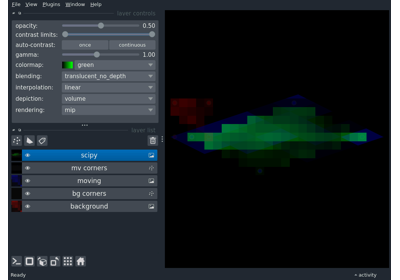 File View Plugins Window Help
layer controls
opacity: 0.50
contrast limits:
auto-contrast: once continuous
gamma: 1.00
colormap: green
blending: translucent_no_depth
interpolation: linear
depiction: volume
rendering: mip
layer list
scipy
mv corners
moving
bg corners
background
Ready activity